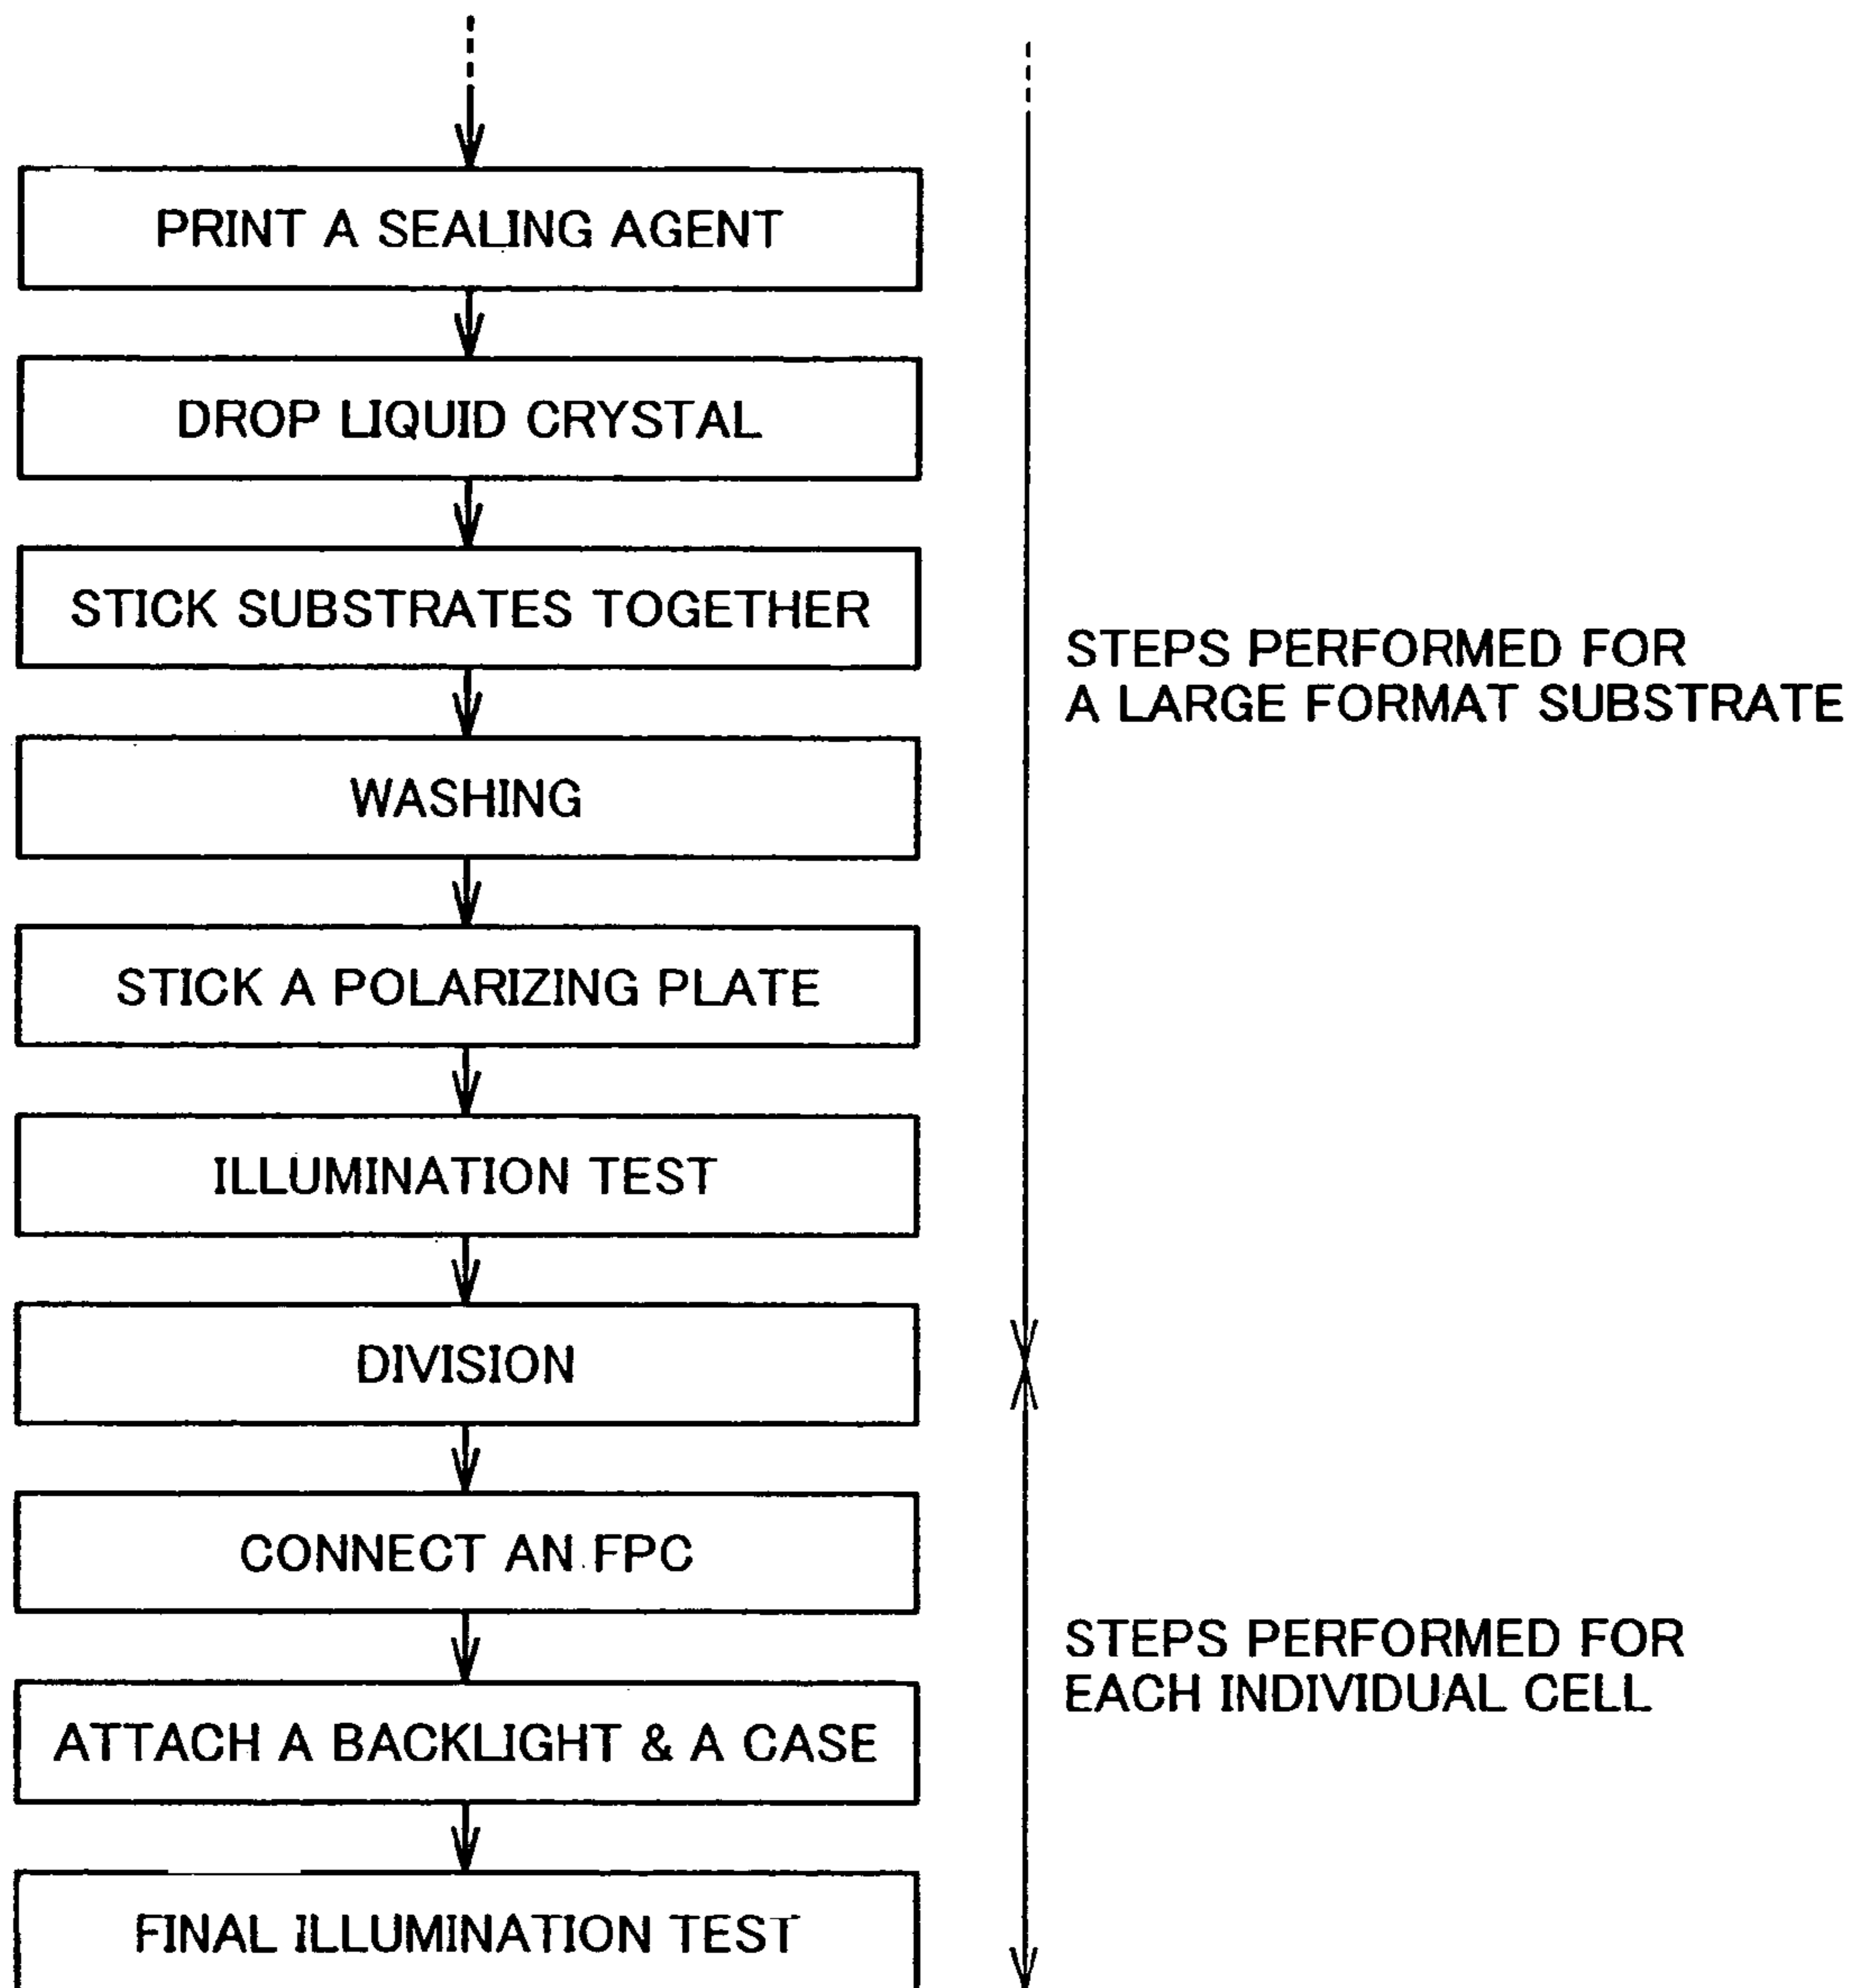 PRINT A SEALING AGENT
DROP LIQUID CRYSTAL
STICK SUBSTRATES TOGETHER
STEPS PERFORMED FOR
A LARGE FORMAT SUBSTRATE
WASHING
STICK A POLARIZING PLATE
ILLUMINATION TEST
DIVISION
CONNECT AN FPC
STEPS PERFORMED FOR
EACH INDIVIDUAL CELL
ATTACH A BACKLIGHT & A CASE
FINAL ILLUMINATION TEST